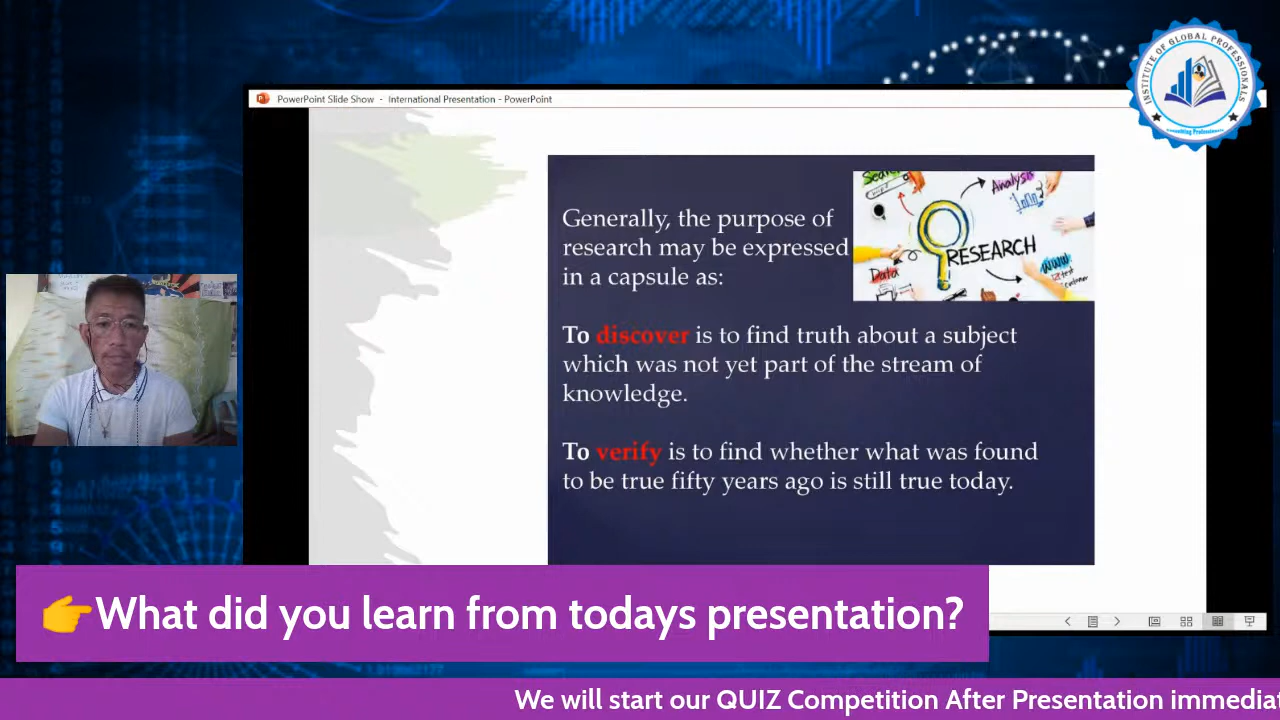 INSTITUTE OF GLOBAL PROFESSIONALS
PowerPoint Slide Show - International Presentation - PowerPoint
Generally, the purpose of
research may be expressed
in a capsule as:
Analysis
RESEARCH
Data
www
To discover is to find truth about a subject
which was not yet part of the stream of
knowledge.
To verify is to find whether what was found
to be true fifty years ago is still true today.
👉What did you learn from todays presentation?
We will start our QUIZ Competition After Presentation immediat